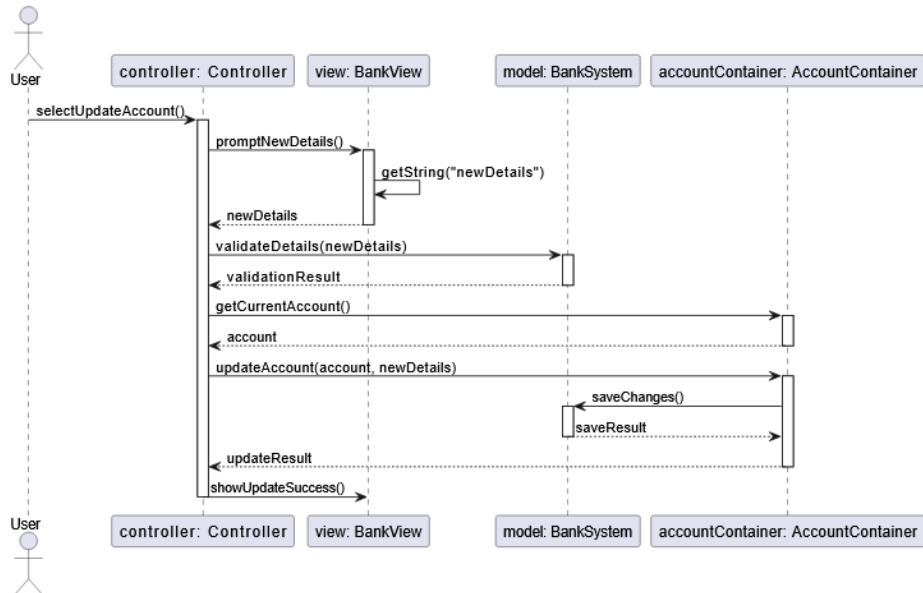 User
controller: Controller
view: BankView
model: BankSystem
accountContainer: AccountContainer
selectUpdateAccount()
promptNewDetails()
getString("newDetails")
newDetails
validateDetails(newDetails)
validationResult
getCurrentAccount()
account
updateAccount(account, newDetails)
saveChanges()
saveResult
updateResult
showUpdateSuccess()
User
controller: Controller
view: BankView
model: BankSystem
accountContainer: AccountContainer